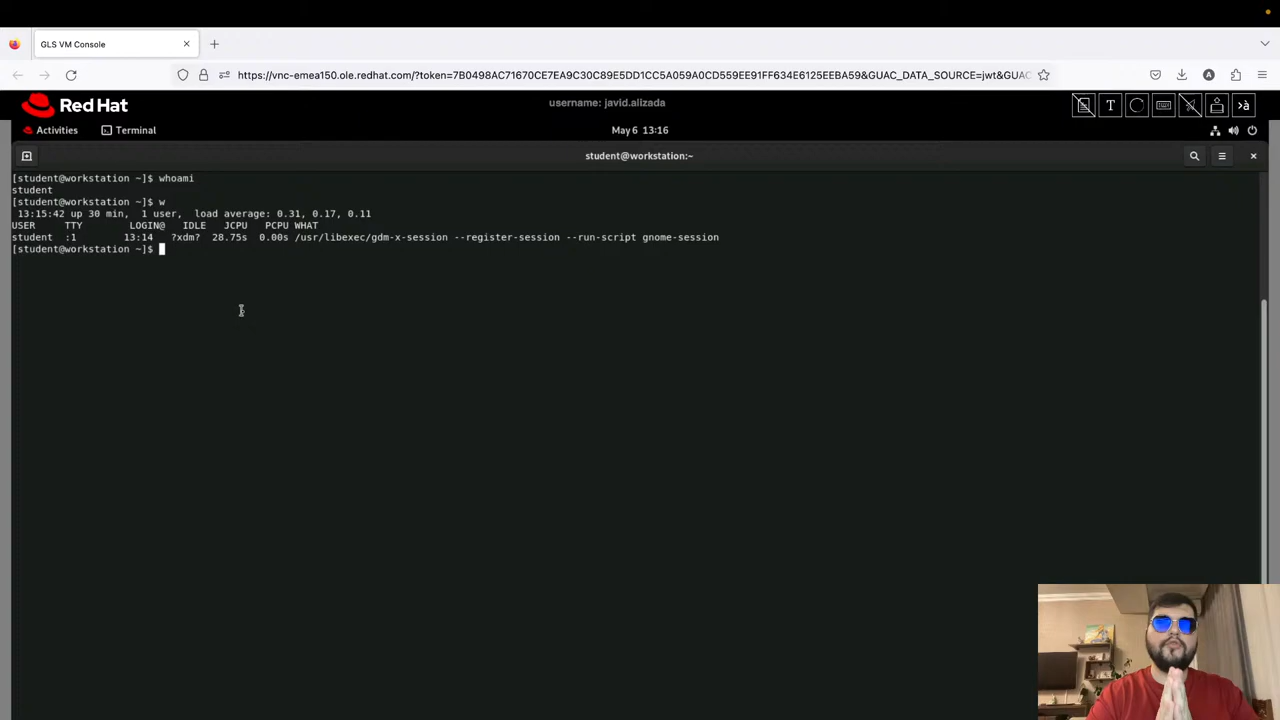 GLS VM Console
https://vnc-emea150.ole.redhat.com/?token=7B0498AC71670CE7EA9C30C89E5DD1CC5A059A0CD559EE91FF634E6125EEBA59&GUAC_DATA_SOURCE=jwt&GUAC
Red Hat
username: javid.alizada
T
›à
Activities
Terminal
May 6 13:16
student@workstation:~
[student@workstation ~]$ whoami
student
[student@workstation ~]$ w
13:15:42 up 30 min, 1 user, load average: 0.31, 0.17, 0.11
USER TTY LOGIN@ IDLE JCPU PCPU WHAT
student :1 13:14 ?xdm? 28.75s 0.00s /usr/libexec/gdm-x-session --register-session --run-script gnome-session
[student@workstation ~]$